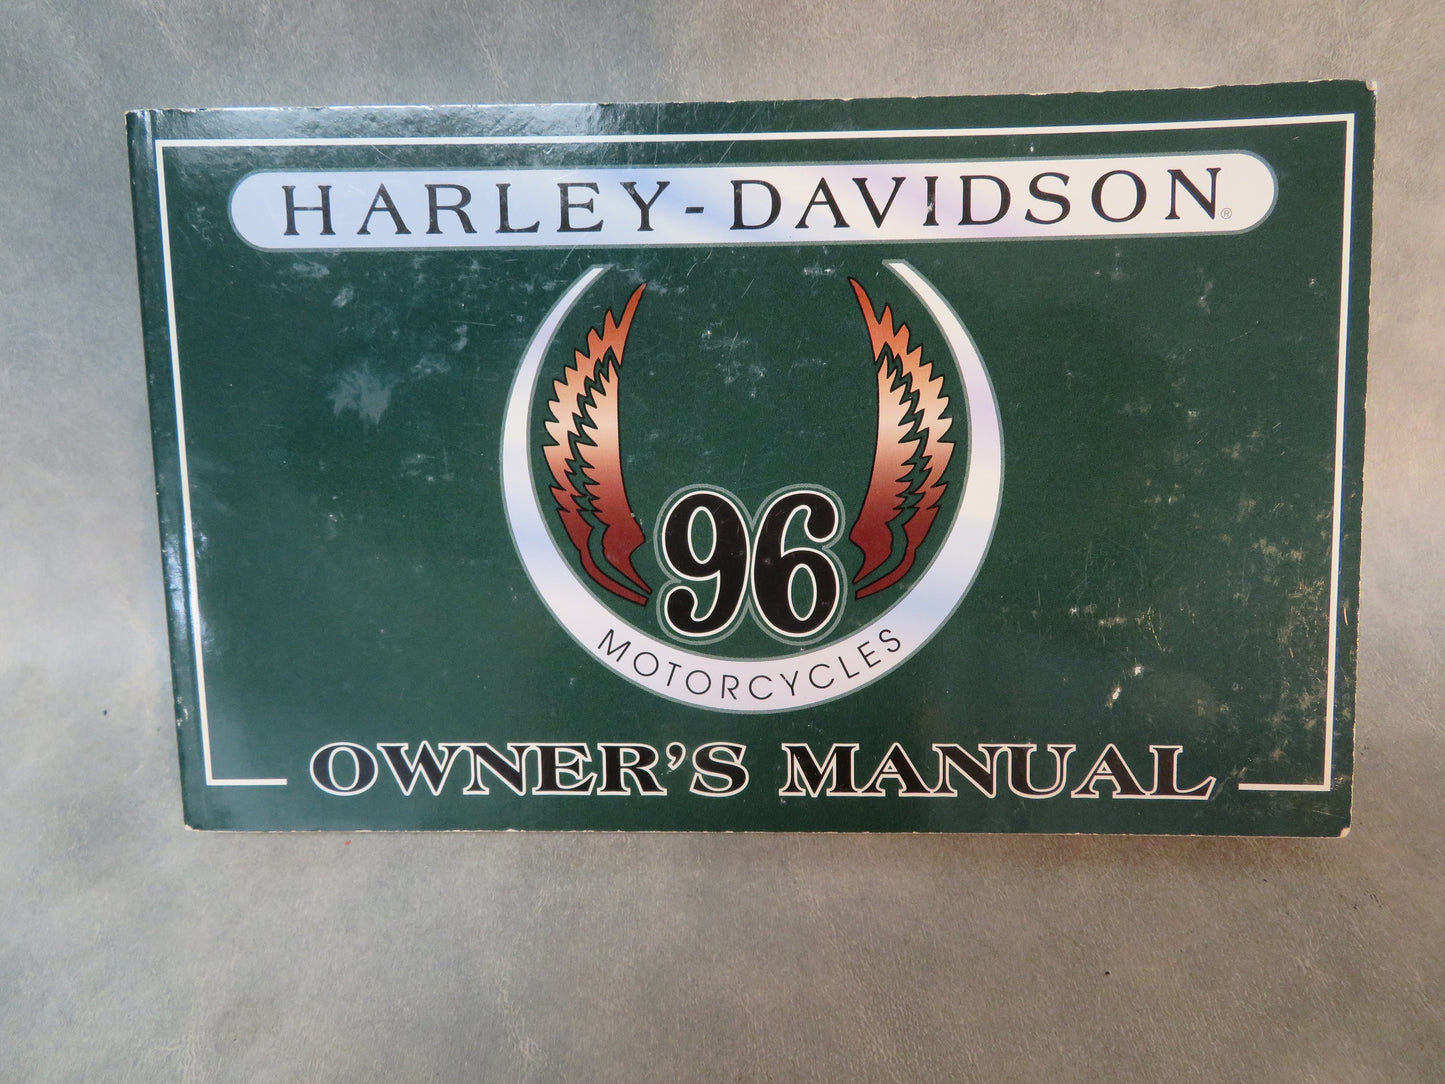 HARLEY-DAVIDSON®
96
MOTORCYCLES
OWNER'S MANUAL